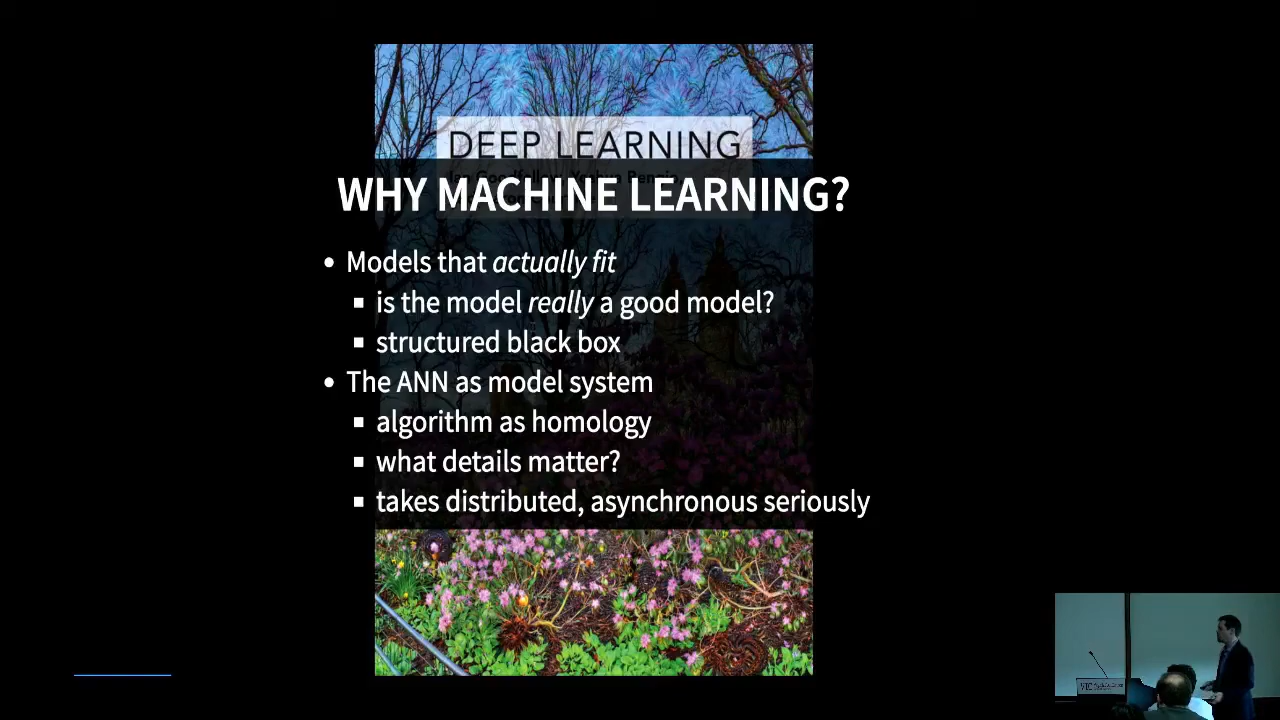 DEEP LEARNING
WHY MACHINE LEARNING?
• Models that actually fit
▪ is the model really a good model?
▪ structured black box
• The ANN as model system
▪ algorithm as homology
▪ what details matter?
▪ takes distributed, asynchronous seriously